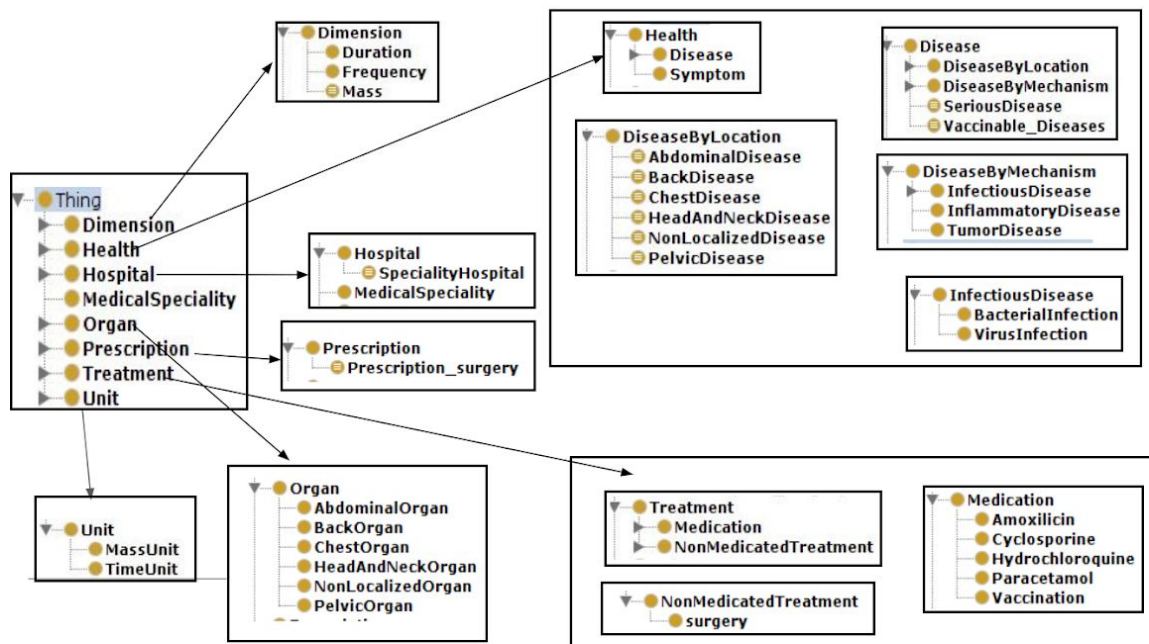 Dimension
Duration
Frequency
Mass
Health
Disease
Symptom
Disease
DiseaseByLocation
DiseaseByMechanism
SeriousDisease
Vaccinable_Diseases
DiseaseByLocation
AbdominalDisease
BackDisease
ChestDisease
HeadAndNeckDisease
NonLocalizedDisease
PelvicDisease
DiseaseByMechanism
InfectiousDisease
InflammatoryDisease
TumorDisease
InfectiousDisease
BacterialInfection
VirusInfection
Thing
Dimension
Health
Hospital
MedicalSpeciality
Organ
Prescription
Treatment
Unit
Hospital
SpecialityHospital
MedicalSpeciality
Prescription
Prescription_surgery
Unit
MassUnit
TimeUnit
Organ
AbdominalOrgan
BackOrgan
ChestOrgan
HeadAndNeckOrgan
NonLocalizedOrgan
PelvicOrgan
Treatment
Medication
NonMedicatedTreatment
NonMedicatedTreatment
surgery
Medication
Amoxilicin
Cyclosporine
Hydrochloroquine
Paracetamol
Vaccination